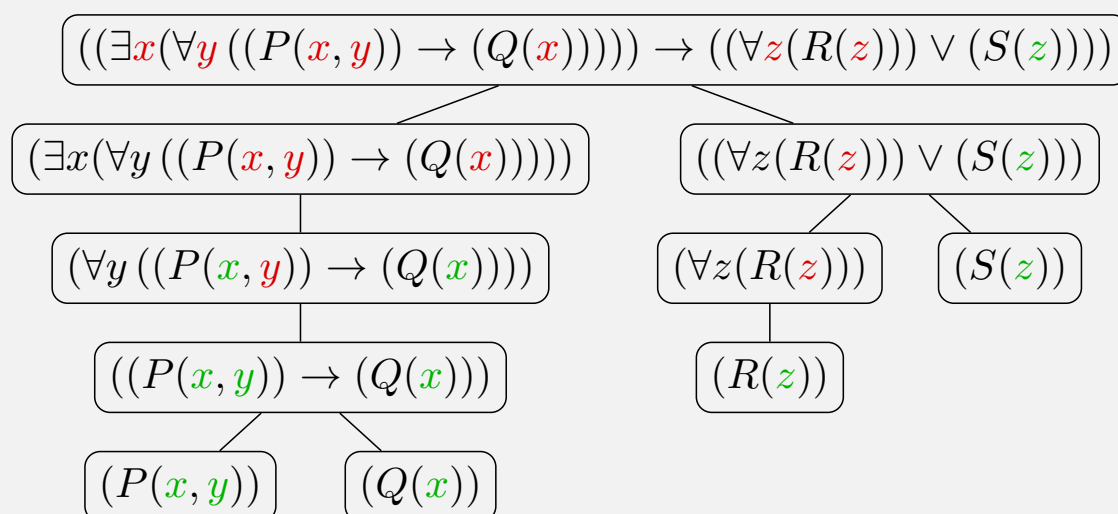 ((∃x(∀y ((P(x, y)) → (Q(x))))) → ((∀z(R(z))) ∨ (S(z))))
(∃x(∀y ((P(x, y)) → (Q(x))))) ((∀z(R(z))) ∨ (S(z)))
(∀y ((P(x, y)) → (Q(x)))) (∀z(R(z))) (S(z))
((P(x, y)) → (Q(x))) (R(z))
(P(x, y)) (Q(x))